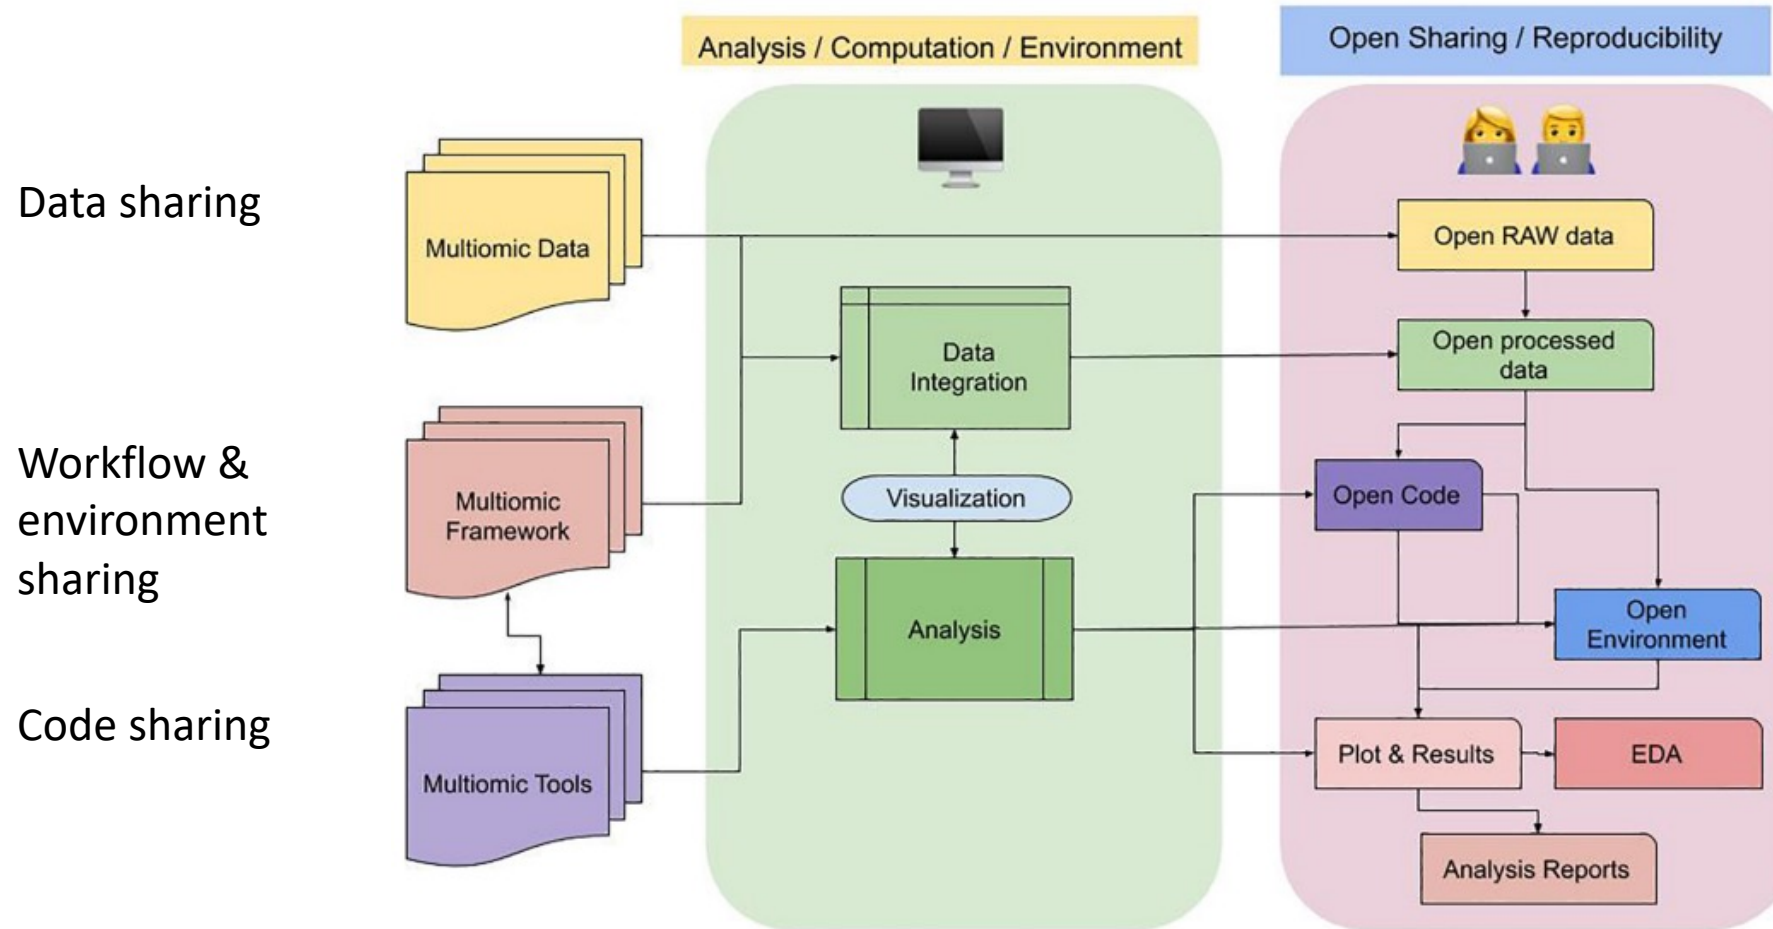 Analysis / Computation / Environment
Open Sharing / Reproducibility
Data sharing
Multiomic Data
Open RAW data
Data
Integration
Open processed
data
Workflow &
environment
sharing
Multiomic
Framework
Visualization
Open Code
Analysis
Open
Environment
Code sharing
Multiomic Tools
Plot & Results
EDA
Analysis Reports